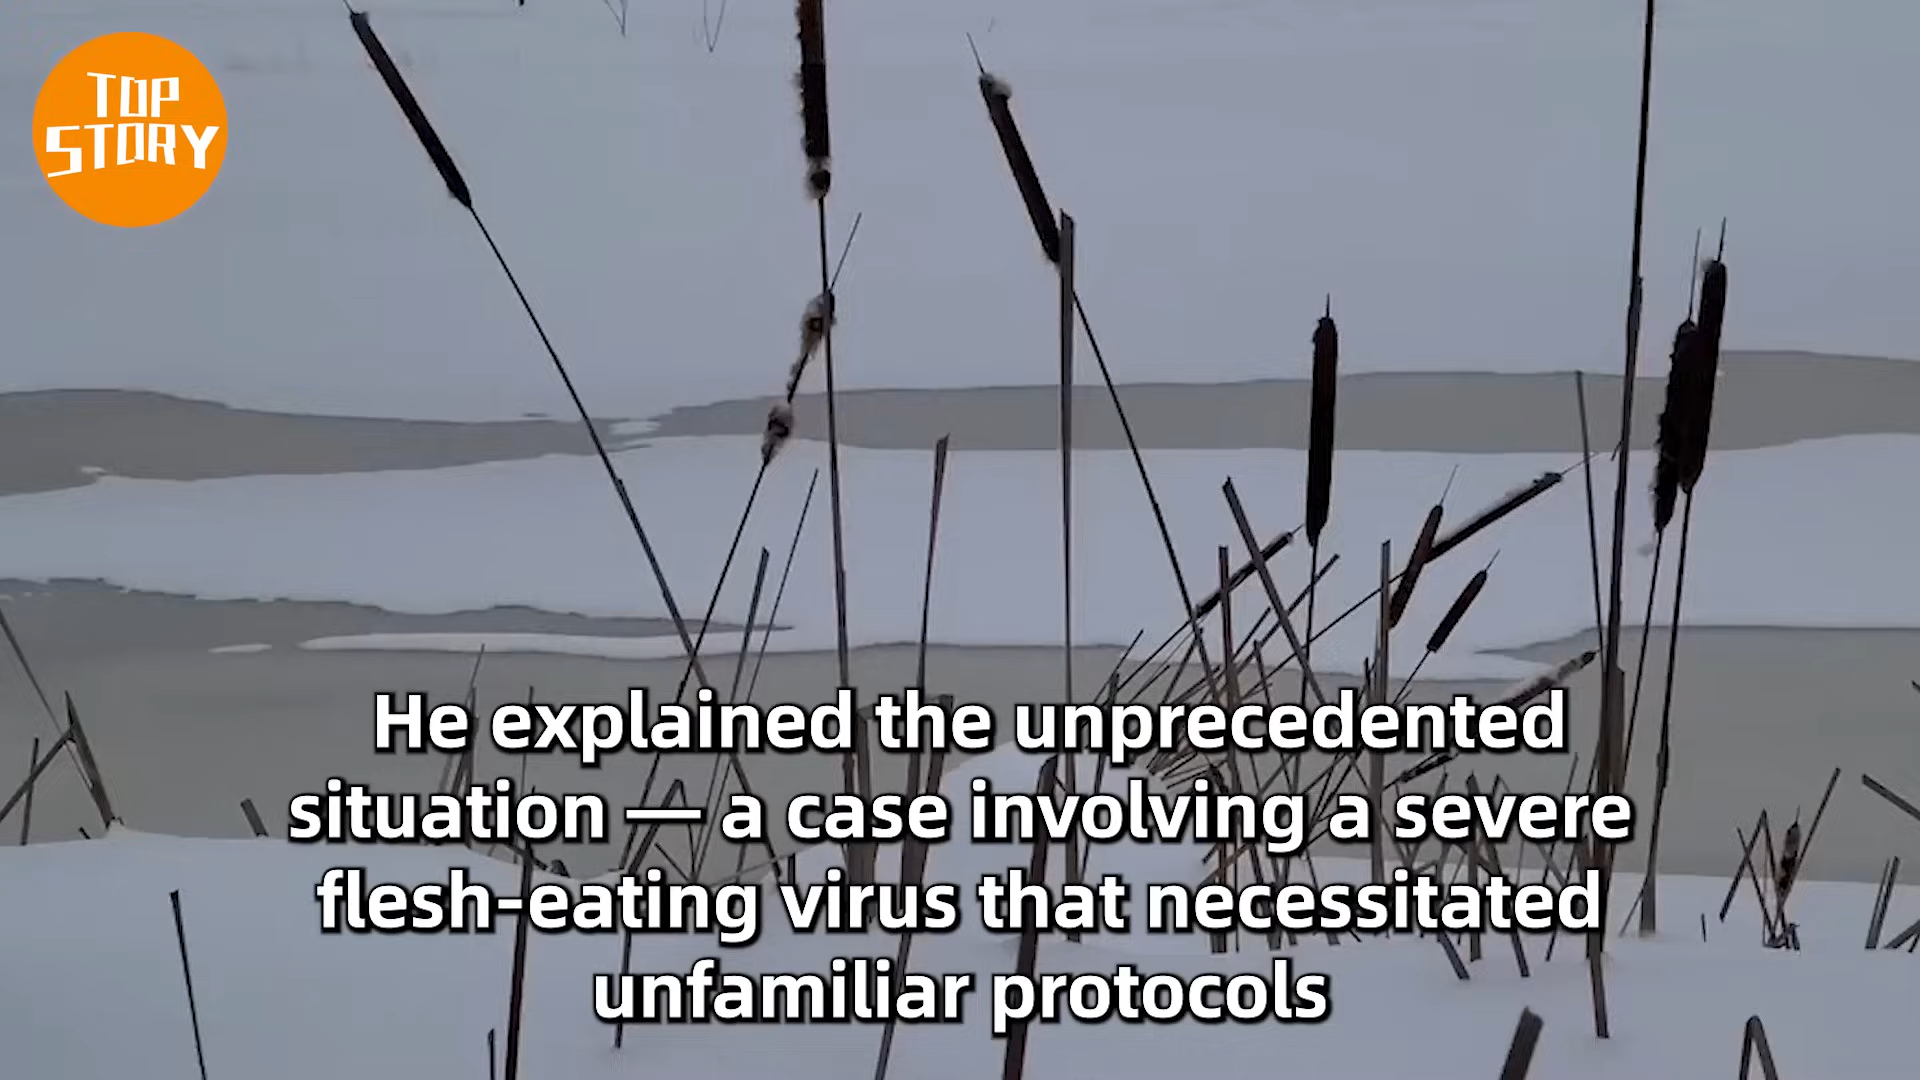 TOP
STORY
He explained the unprecedented
situation — a case involving a severe
flesh-eating virus that necessitated
unfamiliar protocols